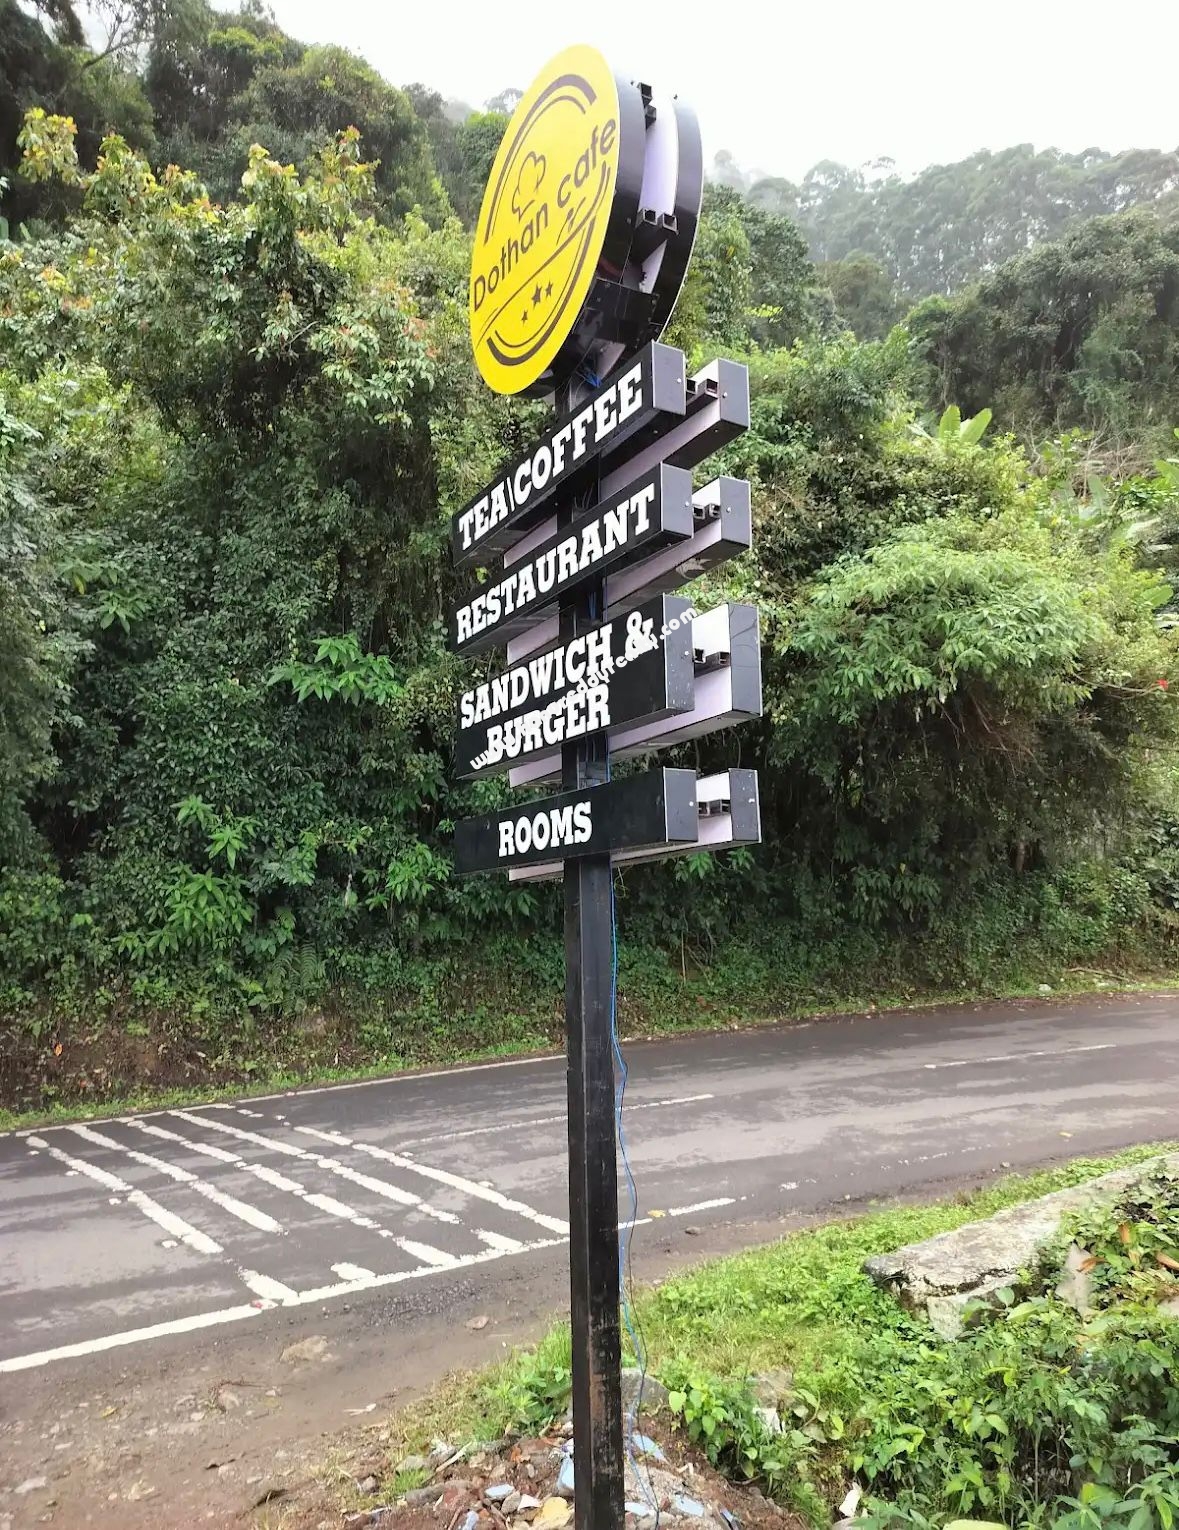 Dothan cafe
TEA\COFFEE
RESTAURANT
SANDWICH &
BURGER
ROOMS